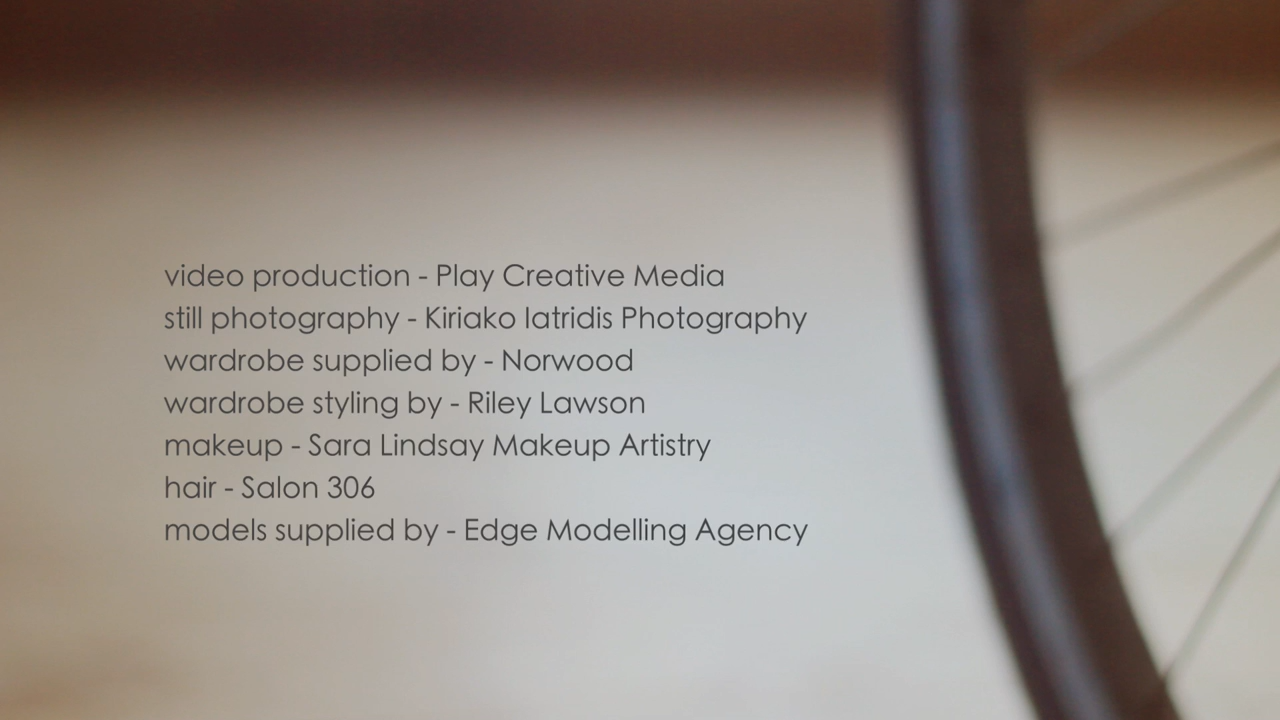 video production - Play Creative Media
still photography - Kiriako Iatridis Photography
wardrobe supplied by - Norwood
wardrobe styling by - Riley Lawson
makeup - Sara Lindsay Makeup Artistry
hair - Salon 306
models supplied by - Edge Modelling Agency